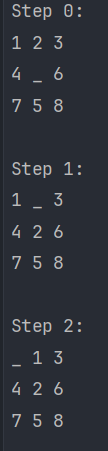 Step 0:
1 2 3
4 _ 6
7 5 8
Step 1:
1 _ 3
4 2 6
7 5 8
Step 2:
_ 1 3
4 2 6
7 5 8